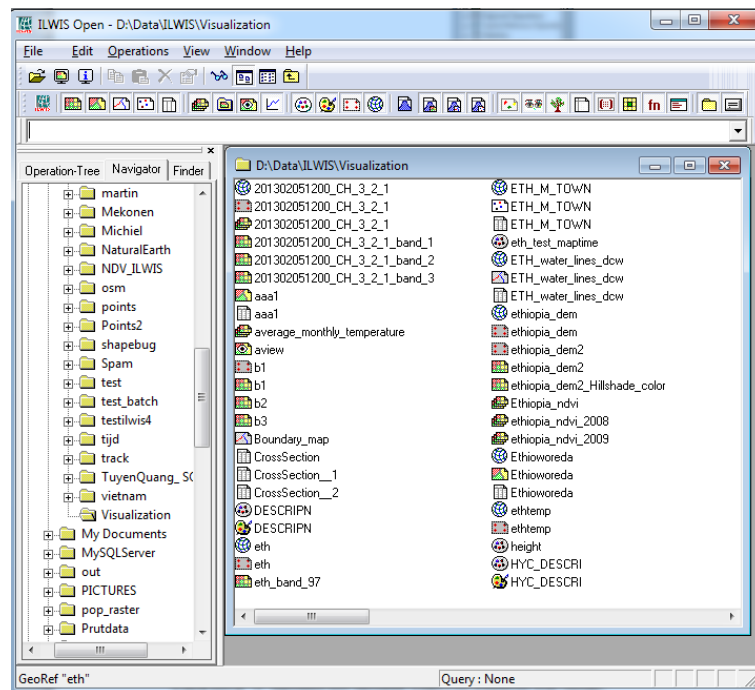 ILWIS Open - D:\Data\ILWIS\Visualization
File Edit Operations View Window Help
fn
Operation-Tree Navigator Finder
martin
Mekonen
Michiel
NaturalEarth
NDV_ILWIS
osm
points
Points2
shapebug
Spam
test
test_batch
testilwis4
tijd
track
TuyenQuang_ S(
vietnam
Visualization
My Documents
MySQLServer
out
PICTURES
pop_raster
Prutdata
D:\Data\ILWIS\Visualization
201302051200_CH_3_2_1
201302051200_CH_3_2_1
201302051200_CH_3_2_1
201302051200_CH_3_2_1_band_1
201302051200_CH_3_2_1_band_2
201302051200_CH_3_2_1_band_3
aaa1
aaa1
average_monthly_temperature
aview
b1
b1
b2
b3
Boundary_map
CrossSection
CrossSection__1
CrossSection__2
DESCRIPN
DESCRIPN
eth
eth
eth_band_97
ETH_M_TOWN
ETH_M_TOWN
ETH_M_TOWN
eth_test_maptime
ETH_water_lines_dcw
ETH_water_lines_dcw
ETH_water_lines_dcw
ethiopia_dem
ethiopia_dem
ethiopia_dem2
ethiopia_dem2
ethiopia_dem2_Hillshade_color
Ethiopia_ndvi
ethiopia_ndvi_2008
ethiopia_ndvi_2009
Ethioworeda
Ethioworeda
Ethioworeda
ethtemp
ethtemp
height
HYC_DESCRI
HYC_DESCRI
GeoRef "eth"
Query : None